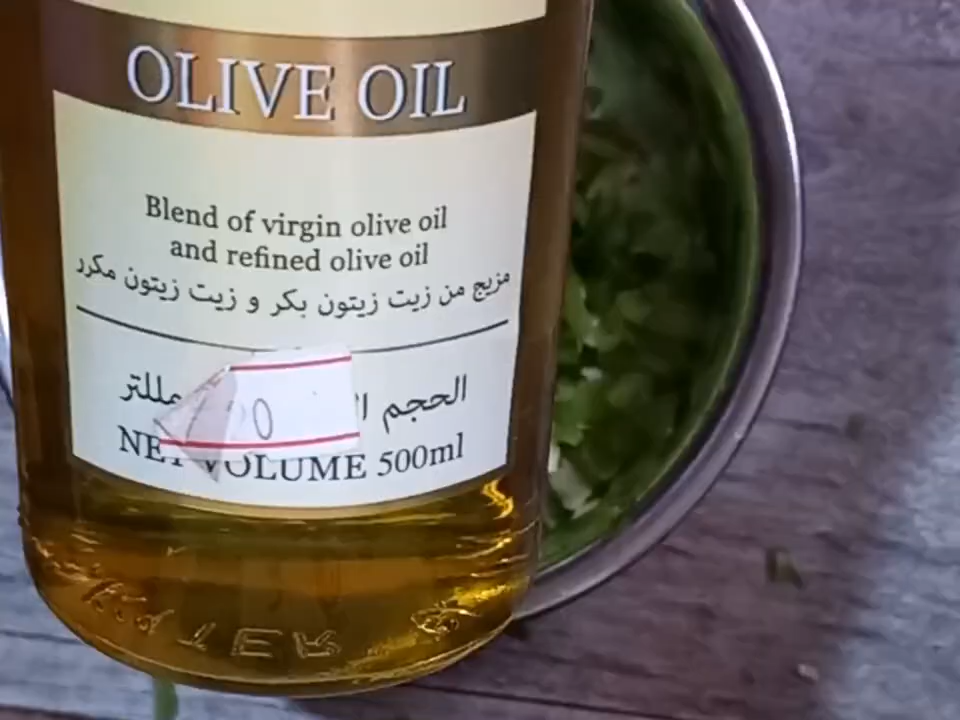 OLIVE OIL
Blend of virgin olive oil
and refined olive oil
مزيج من زيت زيتون بكر و زيت زيتون مكرر
الحجم
NET VOLUME 500ml